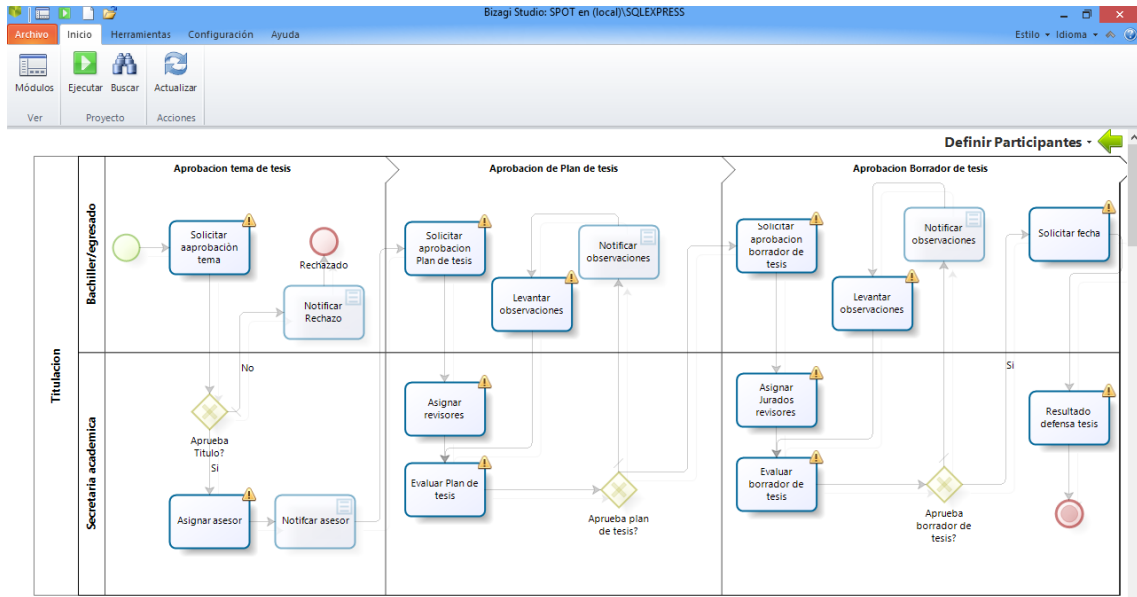 Bizagi Studio: SPOT en (local)\SQLEXPRESS
Archivo Inicio Herramientas Configuración Ayuda Estilo Idioma
Módulos Ejecutar Buscar Actualizar
Ver Proyecto Acciones
Definir Participantes
Titulacion
Bachiller/egresado
Secretaria academica
Aprobacion tema de tesis
Solicitar
aaprobación
tema
Rechazado
Notificar
Rechazo
No
Aprueba
Titulo?
Si
Asignar asesor
Notifcar asesor
Aprobacion de Plan de tesis
Solicitar
aprobacion
Plan de tesis
Notificar
observaciones
Levantar
observaciones
Asignar
revisores
Evaluar Plan de
tesis
Aprueba plan
de tesis?
Aprobacion Borrador de tesis
Solicitar
aprobacion
borrador de
tesis
Notificar
observaciones
Solicitar fecha
Levantar
observaciones
Si
Asignar
Jurados
revisores
Resultado
defensa tesis
Evaluar
borrador de
tesis
Aprueba
borrador de
tesis?